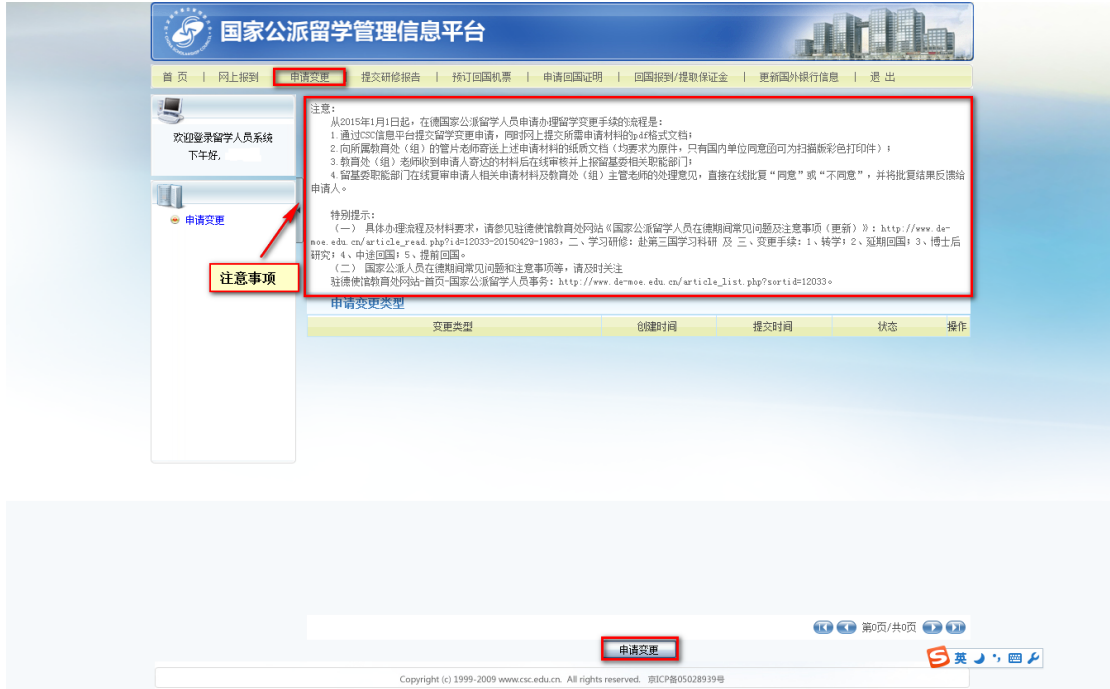 国家公派留学管理信息平台
首 页 | 网上报到 | 申请变更 提交研修报告 | 预订回国机票 | 申请回国证明 | 回国报到/提取保证金 | 更新国外银行信息 | 退 出
欢迎登录留学人员系统
下午好,
申请变更
注意事项
注意:
从2015年1月1日起，在德国家公派留学人员申请办理留学变更手续的流程是:
1.通过CSC信息平台提交留学变更申请，同时网上提交所需申请材料的pdf格式文档;
2.向所属教育处（组）的管片老师寄送上述申请材料的纸质文档（均要求为原件，只有国内单位同意函可为扫描版彩色打印件）;
3.教育处（组）老师收到申请人寄达的材料后在线审核并上报留基委相关职能部门;
4.留基委职能部门在线复审申请人相关申请材料及教育处（组）主管老师的处理意见，直接在线批复“同意”或“不同意”，并将批复结果反馈给
申请人。
特别提示:
（一） 具体办理流程及材料要求，请参见驻德使馆教育处网站《国家公派留学人员在德期间常见问题及注意事项（更新）》: http://www.de-
moe.edu.cn/article_read.php?id=12033-20150429-1983，二、学习研修: 赴第三国学习科研 及 三、变更手续: 1、转学; 2、延期回国; 3、博士后
研究; 4、中途回国; 5、提前回国。
（二） 国家公派人员在德期间常见问题和注意事项等，请及时关注
驻德使馆教育处网站-首页-国家公派留学人员事务: http://www.de-moe.edu.cn/article_list.php?sortid=12033。
申请变更类型
变更类型 创建时间 提交时间 状态 操作
第0页/共0页
申请变更
英
Copyright (c) 1999-2009 www.csc.edu.cn. All rights reserved. 京ICP备05028939号